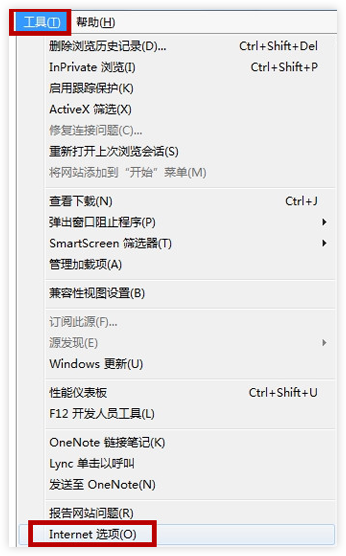 工具(T) 帮助(H)
删除浏览历史记录(D)... Ctrl+Shift+Del
InPrivate 浏览(I) Ctrl+Shift+P
启用跟踪保护(K)
ActiveX 筛选(X)
修复连接问题(C)...
重新打开上次浏览会话(S)
将网站添加到“开始”菜单(M)
查看下载(N) Ctrl+J
弹出窗口阻止程序(P)
SmartScreen 筛选器(T)
管理加载项(A)
兼容性视图设置(B)
订阅此源(F)...
源发现(E)
Windows 更新(U)
性能仪表板 Ctrl+Shift+U
F12 开发人员工具(L)
OneNote 链接笔记(K)
Lync 单击以呼叫
发送至 OneNote(N)
报告网站问题(R)
Internet 选项(O)